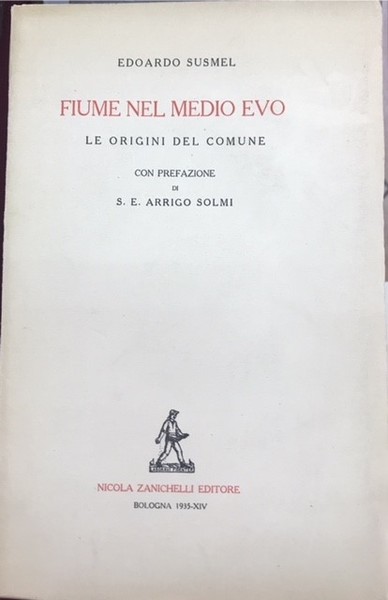 EDOARDO SUSMEL
FIUME NEL MEDIO EVO
LE ORIGINI DEL COMUNE
CON PREFAZIONE
DI
S. E. ARRIGO SOLMI
NICOLA ZANICHELLI EDITORE
BOLOGNA 1935-XIV